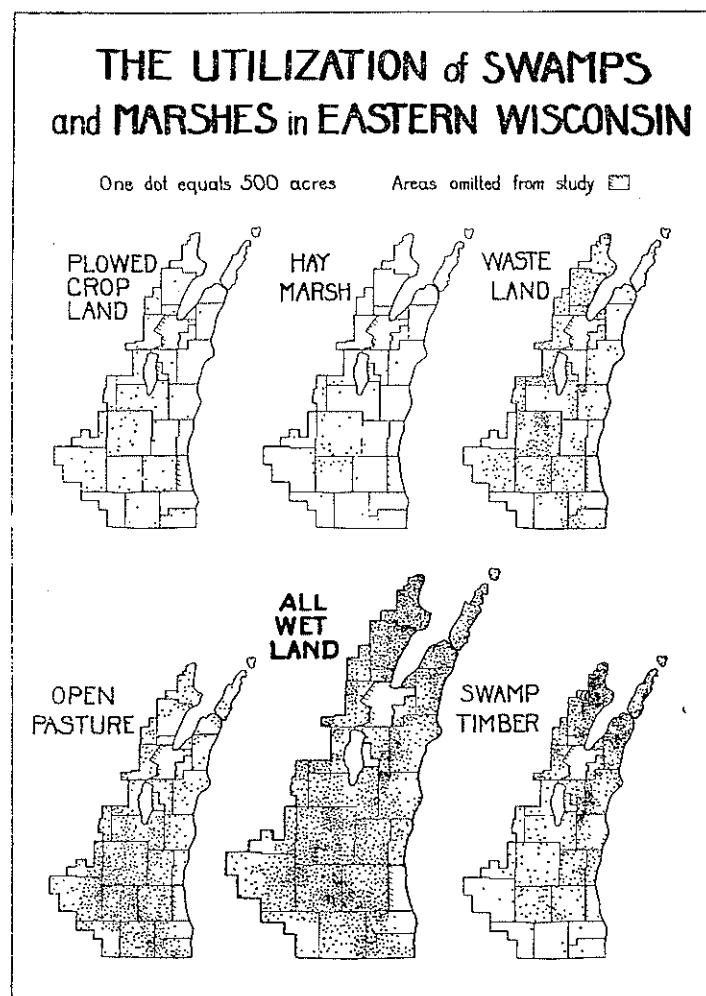 THE UTILIZATION of SWAMPS
and MARSHES in EASTERN WISCONSIN
One dot equals 500 acres Areas omitted from study
PLOWED
CROP
LAND
HAY
MARSH
WASTE
LAND
OPEN
PASTURE
ALL
WET
LAND
SWAMP
TIMBER